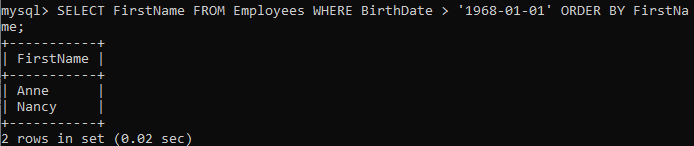 mysql> SELECT FirstName FROM Employees WHERE BirthDate > '1968-01-01' ORDER BY FirstNa
me;
+-----------+
| FirstName |
+-----------+
| Anne      |
| Nancy     |
+-----------+
2 rows in set (0.02 sec)